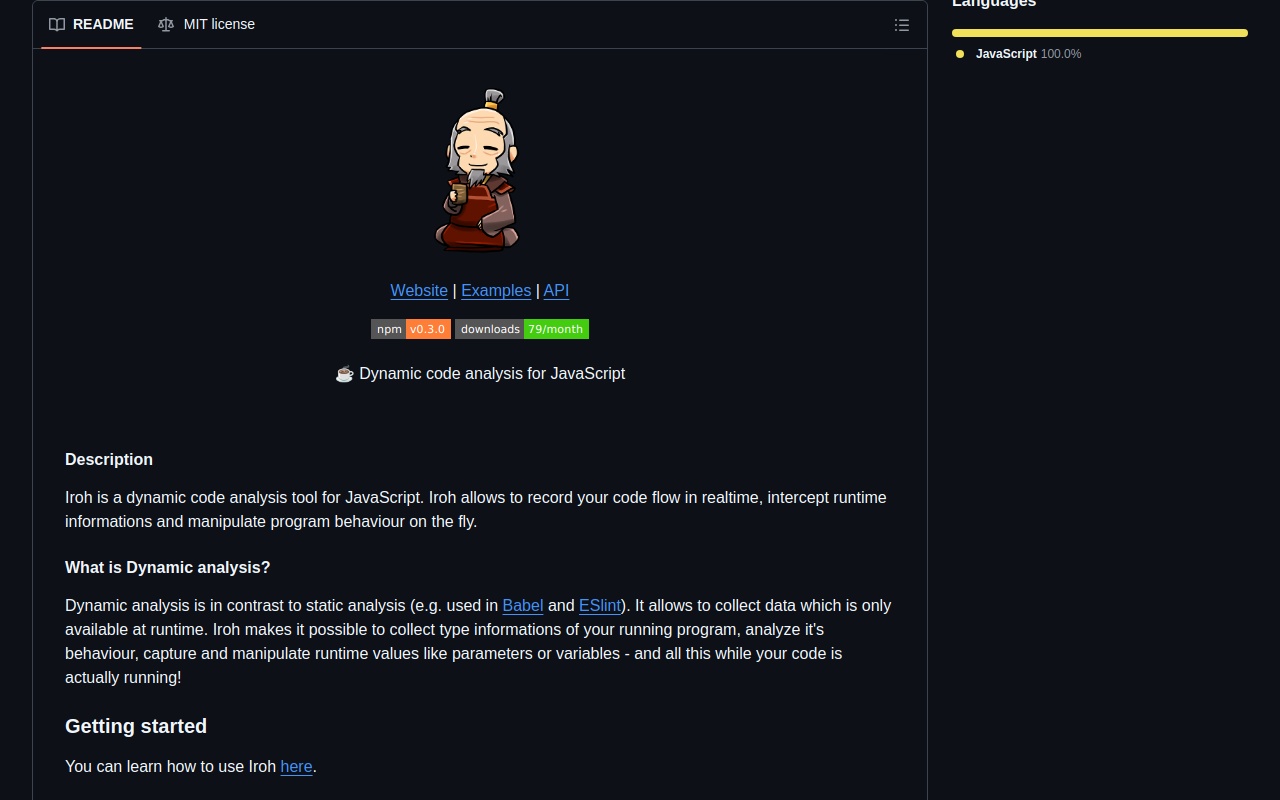 README MIT license
Languages
JavaScript 100.0%
Website | Examples | API
npm v0.3.0 downloads 79/month
☕ Dynamic code analysis for JavaScript
Description
Iroh is a dynamic code analysis tool for JavaScript. Iroh allows to record your code flow in realtime, intercept runtime
informations and manipulate program behaviour on the fly.
What is Dynamic analysis?
Dynamic analysis is in contrast to static analysis (e.g. used in Babel and ESlint). It allows to collect data which is only
available at runtime. Iroh makes it possible to collect type informations of your running program, analyze it's
behaviour, capture and manipulate runtime values like parameters or variables - and all this while your code is
actually running!
Getting started
You can learn how to use Iroh here.